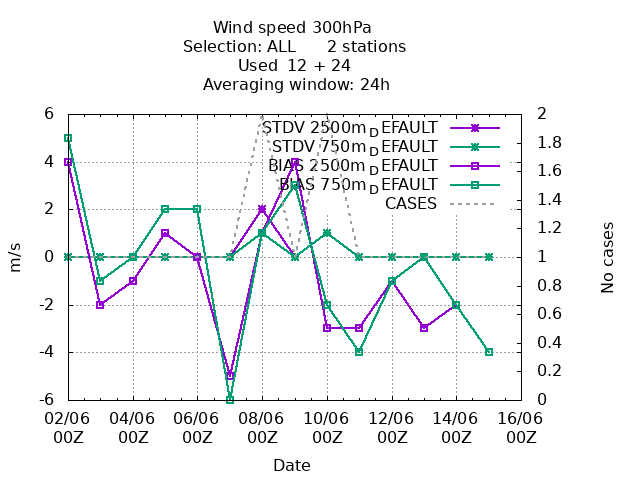 Wind speed 300hPa
Selection: ALL 2 stations
Used 12 + 24
Averaging window: 24h
6 2
STDV 2500m_DEFAULT
1.8
STDV 750m_DEFAULT
4 BIAS 2500m_DEFAULT 1.6
BIAS 750m_DEFAULT
1.4
CASES
2 1.2
m/s
0 1
No cases
0.8
-2 0.6
-4 0.4
0.2
-6 0
02/06 04/06 06/06 08/06 10/06 12/06 14/06 16/06
00Z 00Z 00Z 00Z 00Z 00Z 00Z 00Z
Date